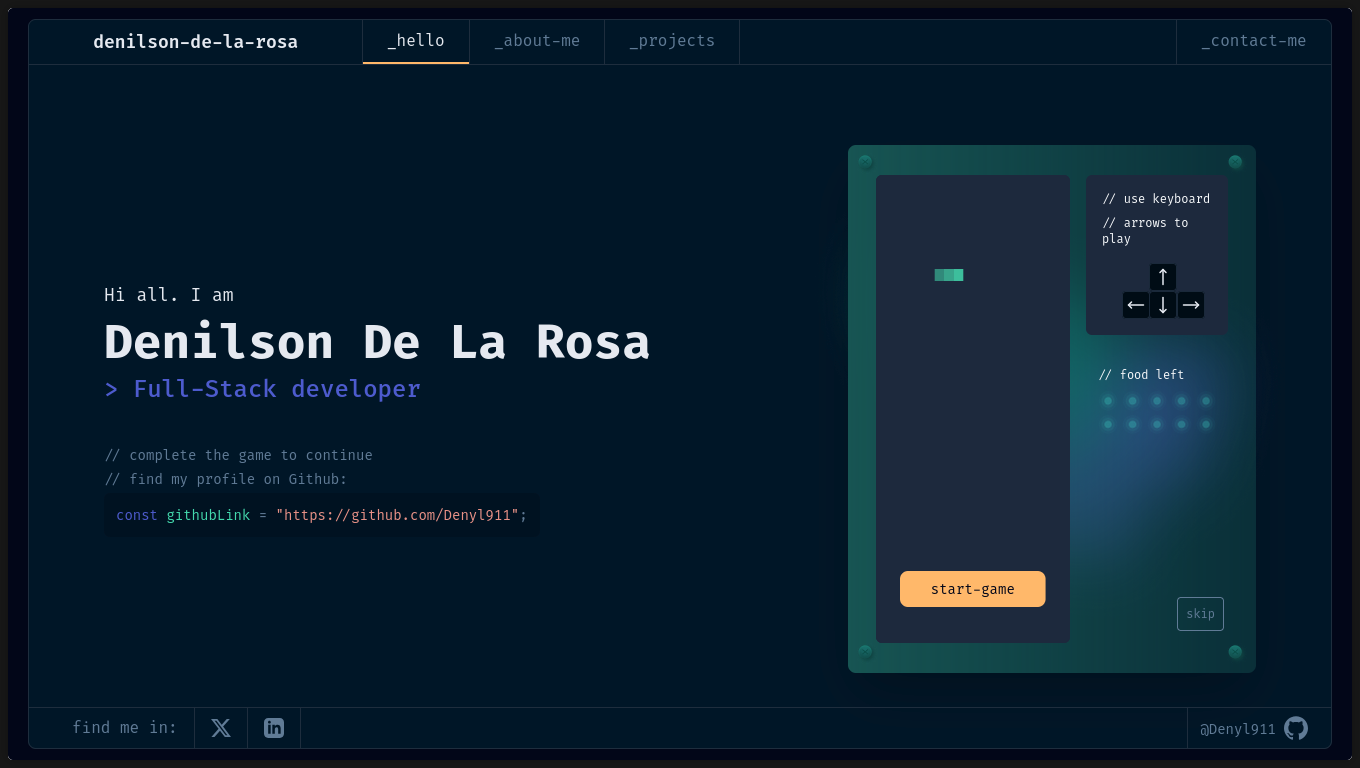 denilson-de-la-rosa
_hello
_about-me
_projects
_contact-me
Hi all. I am
Denilson De La Rosa
> Full-Stack developer
// complete the game to continue
// find my profile on Github:
const githubLink = "https://github.com/Denyl911";
// use keyboard
// arrows to
play
// food left
start-game
skip
find me in:
@Denyl911